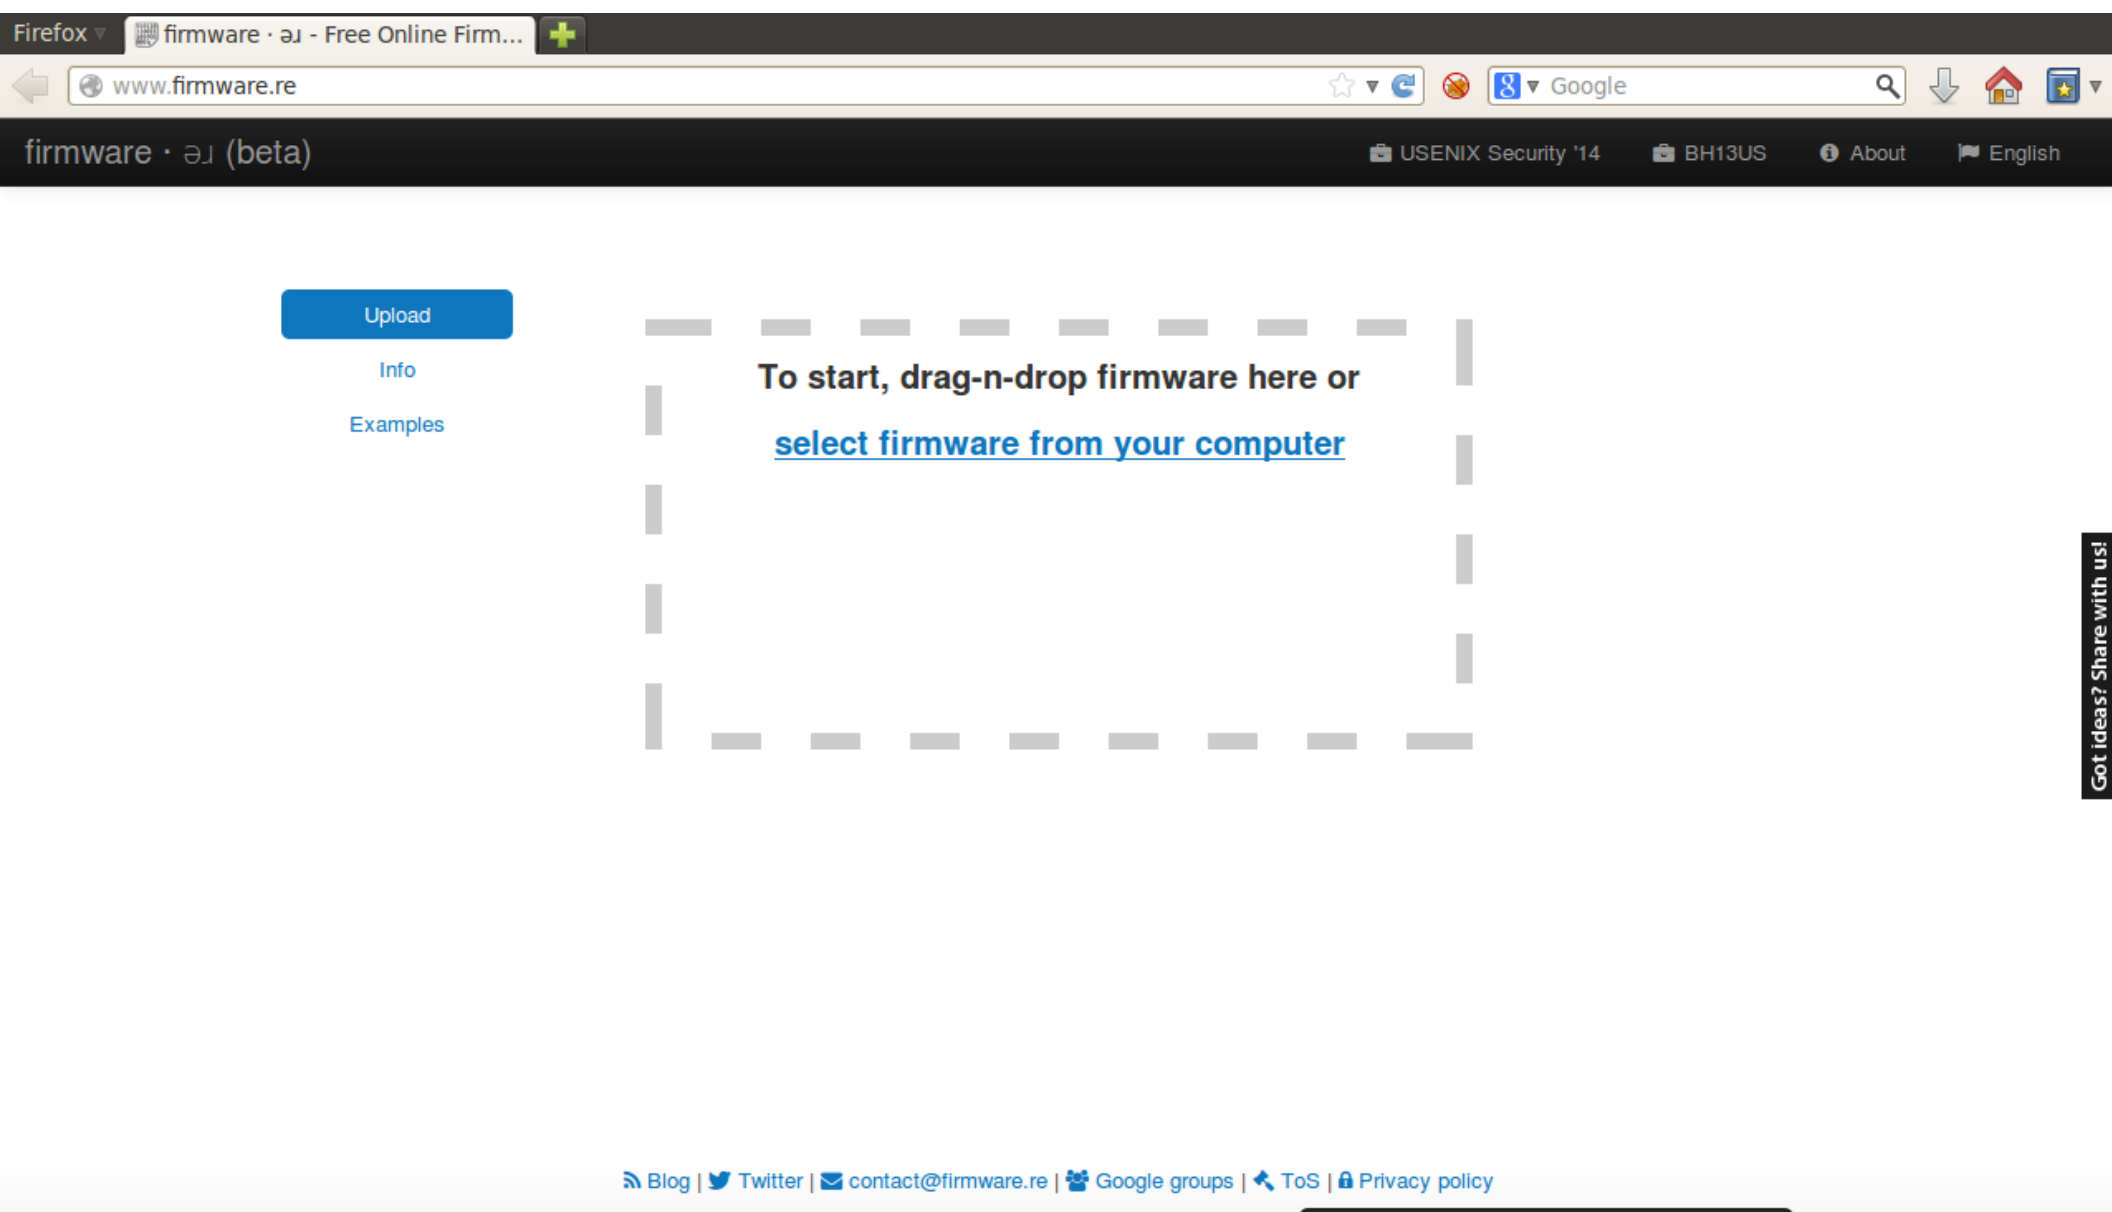 Firefox
firmware · ǝɹ - Free Online Firm...
www.firmware.re
Google
firmware · ǝɹ (beta)
USENIX Security '14
BH13US
About
English
Upload
Info
Examples
To start, drag-n-drop firmware here or
select firmware from your computer
Got ideas? Share with us!
Blog | Twitter | contact@firmware.re | Google groups | ToS | Privacy policy